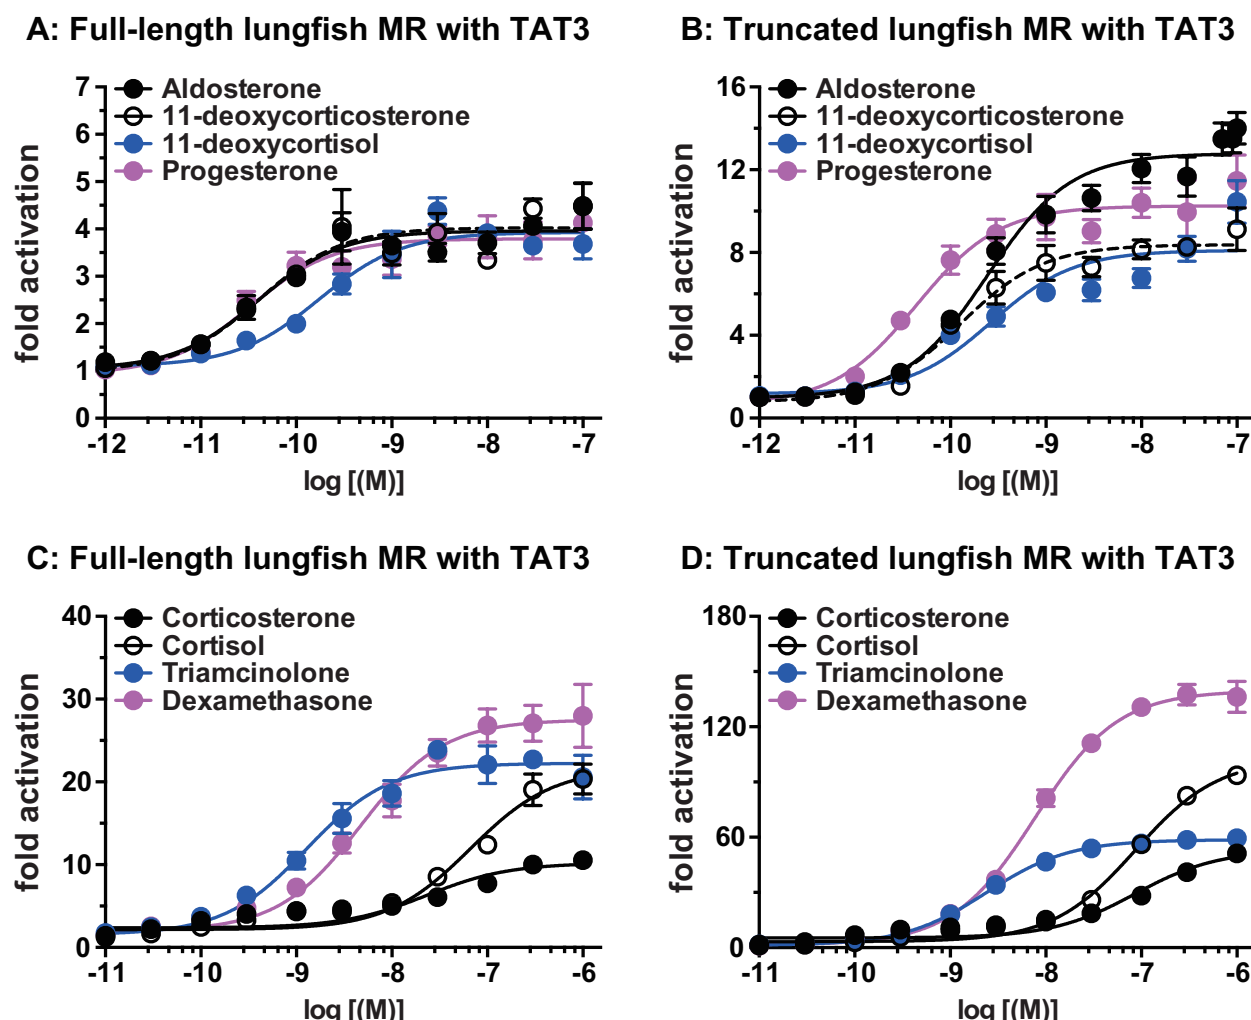 A: Full-length lungfish MR with TAT3
fold activation
7
6
5
4
3
2
1
0
Aldosterone
11-deoxycorticosterone
11-deoxycortisol
Progesterone
-12 -11 -10 -9 -8 -7
log [(M)]
B: Truncated lungfish MR with TAT3
fold activation
16
12
8
4
0
Aldosterone
11-deoxycorticosterone
11-deoxycortisol
Progesterone
-12 -11 -10 -9 -8 -7
log [(M)]
C: Full-length lungfish MR with TAT3
fold activation
40
30
20
10
0
Corticosterone
Cortisol
Triamcinolone
Dexamethasone
-11 -10 -9 -8 -7 -6
log [(M)]
D: Truncated lungfish MR with TAT3
fold activation
180
120
60
0
Corticosterone
Cortisol
Triamcinolone
Dexamethasone
-11 -10 -9 -8 -7 -6
log [(M)]